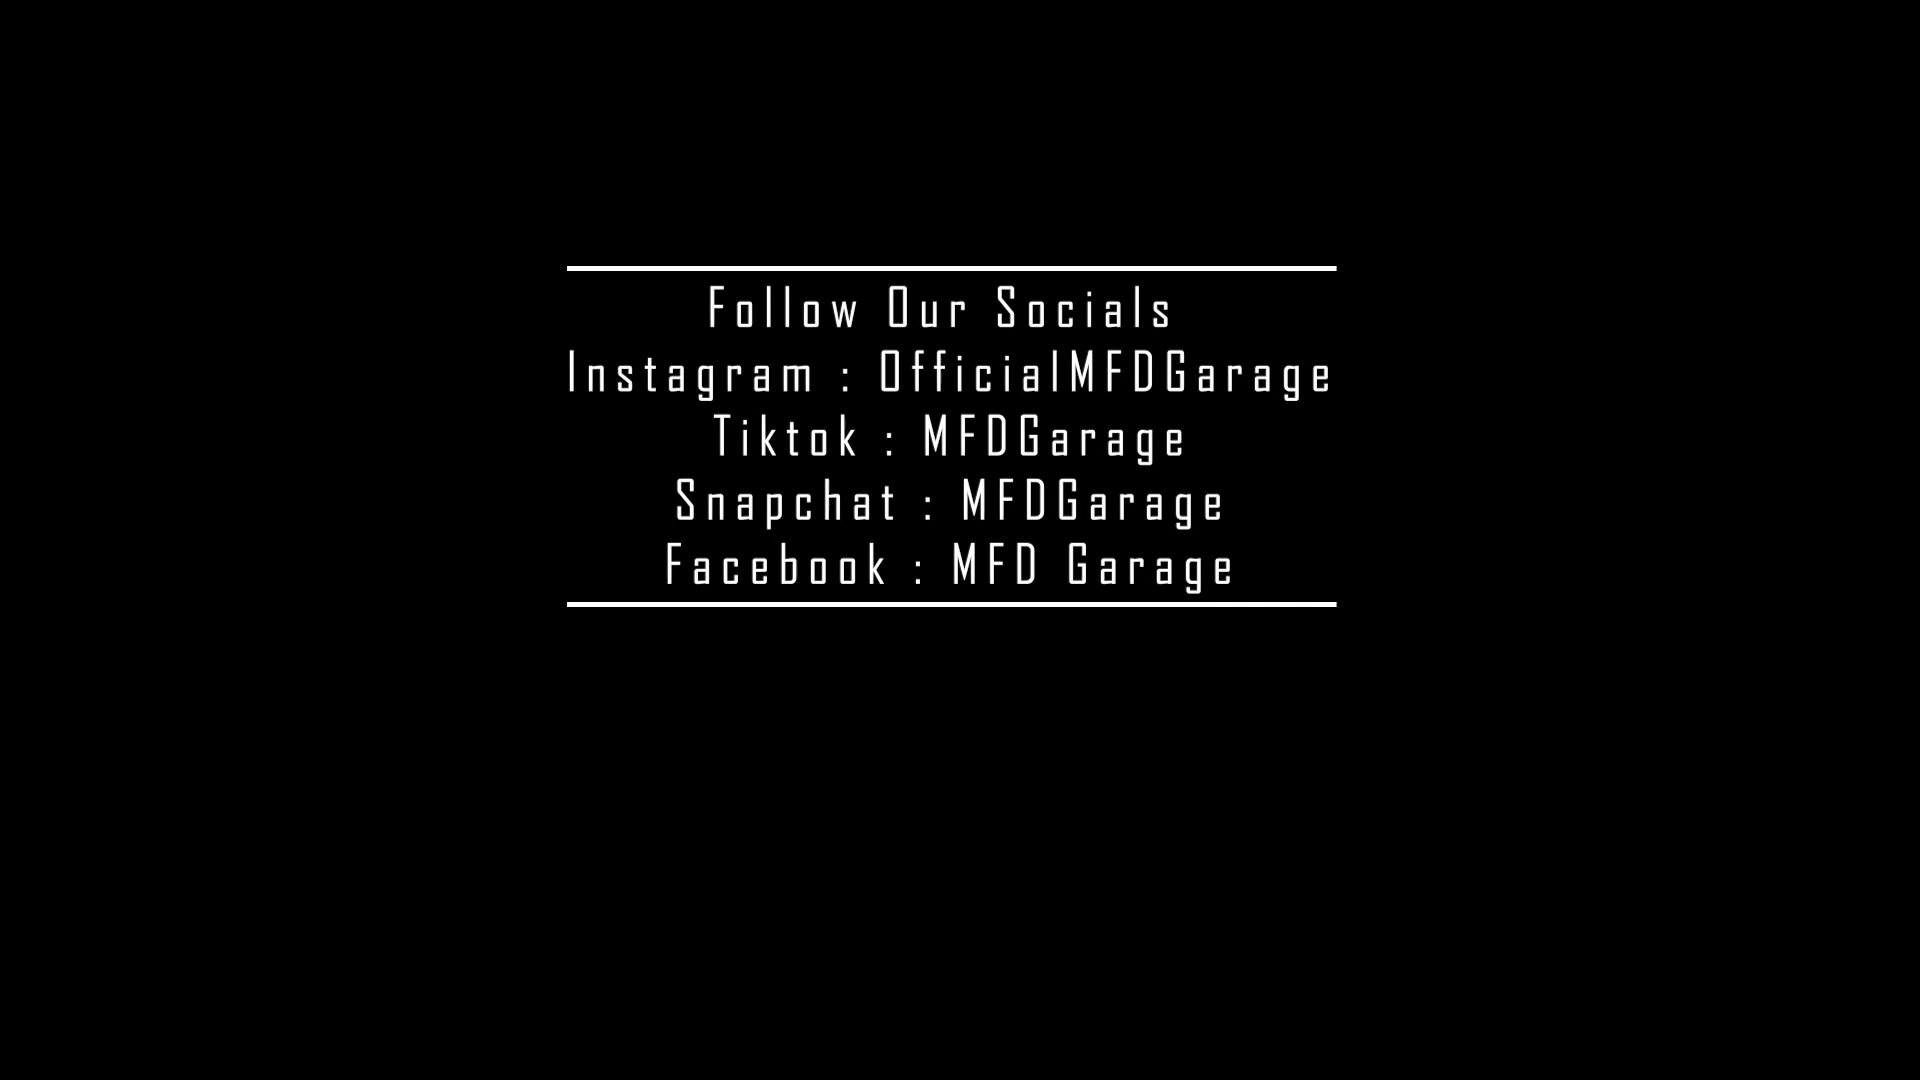 Follow Our Socials
Instagram : OfficialMFDGarage
Tiktok : MFDGarage
Snapchat : MFDGarage
Facebook : MFD Garage